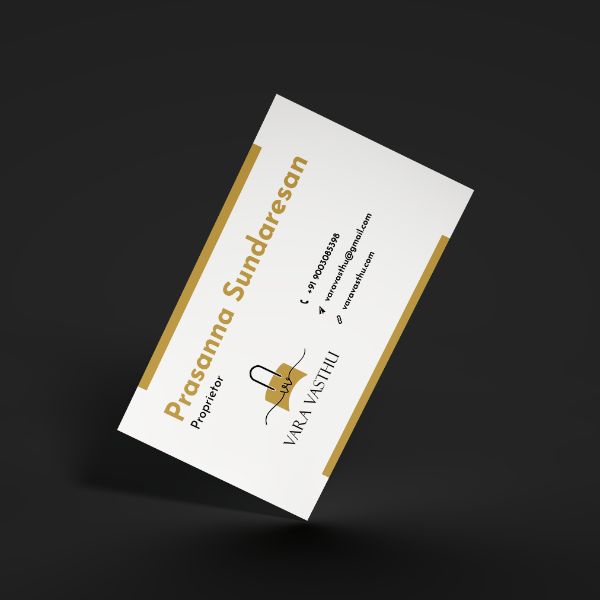 Prasanna Sundaresan
Proprietor
+91 9003085398
varavasthu@gmail.com
varavasthu.com
VARA VASTHU